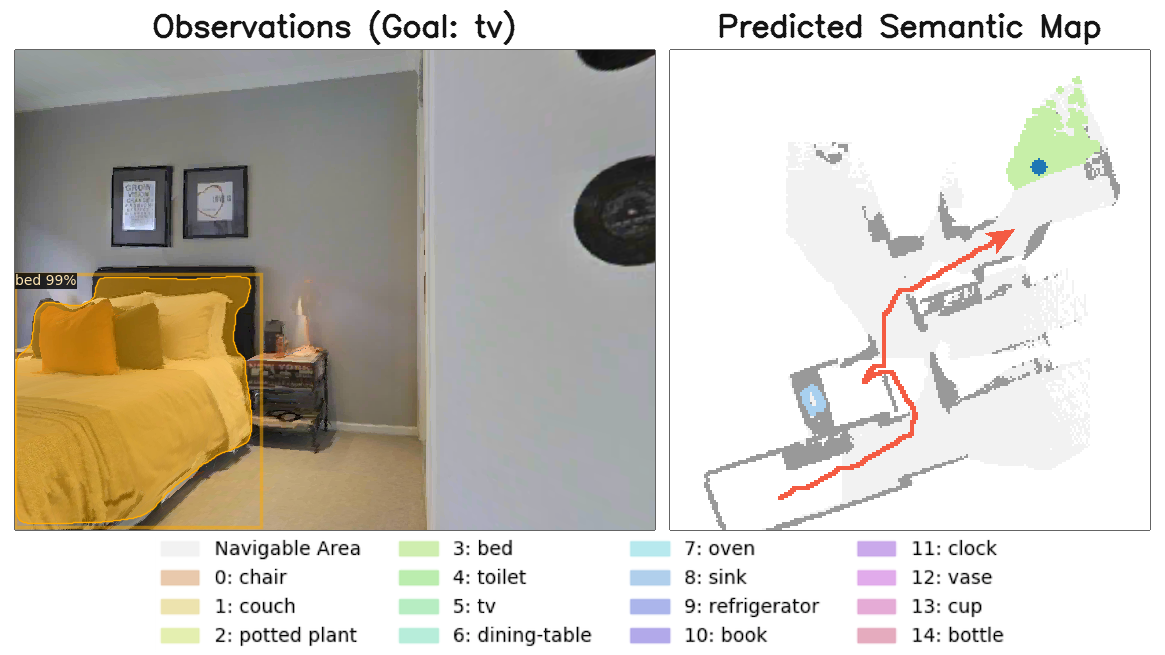 Observations (Goal: tv)
Predicted Semantic Map
GROW
bed 99%
Navigable Area
0: chair
1: couch
2: potted plant
3: bed
4: toilet
5: tv
6: dining-table
7: oven
8: sink
9: refrigerator
10: book
11: clock
12: vase
13: cup
14: bottle